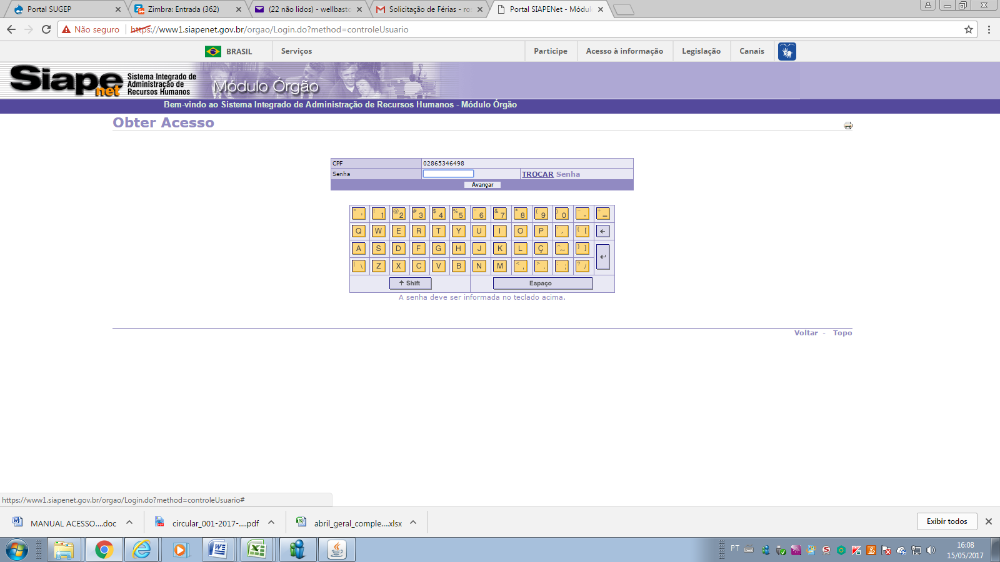 Portal SUGEP
Zimbra: Entrada (362)
(22 não lidos) - wellbast
Solicitação de Férias - ro
Portal SIAPENet - Módul
Não seguro
https://www1.siapenet.gov.br/orgao/Login.do?method=controleUsuario
BRASIL
Serviços
Participe
Acesso à informação
Legislação
Canais
Siape net
Sistema Integrado de
Administração de
Recursos Humanos
Módulo Órgão
Bem-vindo ao Sistema Integrado de Administração de Recursos Humanos - Módulo Órgão
Obter Acesso
CPF 02865346498
Senha TROCAR Senha
Avançar
" ' ! 1 @ 2 # 3 $ 4 % 5 ¨ 6 & 7 * 8 ( 9 ) 0 _ - + =
Q W E R T Y U I O P ` ´ { [ ←
A S D F G H J K L Ç ^ ~ } ] ↵
| \ Z X C V B N M < , > . : ; ? /
↑ Shift Espaço
A senha deve ser informada no teclado acima.
Voltar - Topo
https://www1.siapenet.gov.br/orgao/Login.do?method=controleUsuario#
MANUAL ACESSO....doc
circular_001-2017-....pdf
abril_geral_comple....xlsx
Exibir todos
PT
16:08
15/05/2017